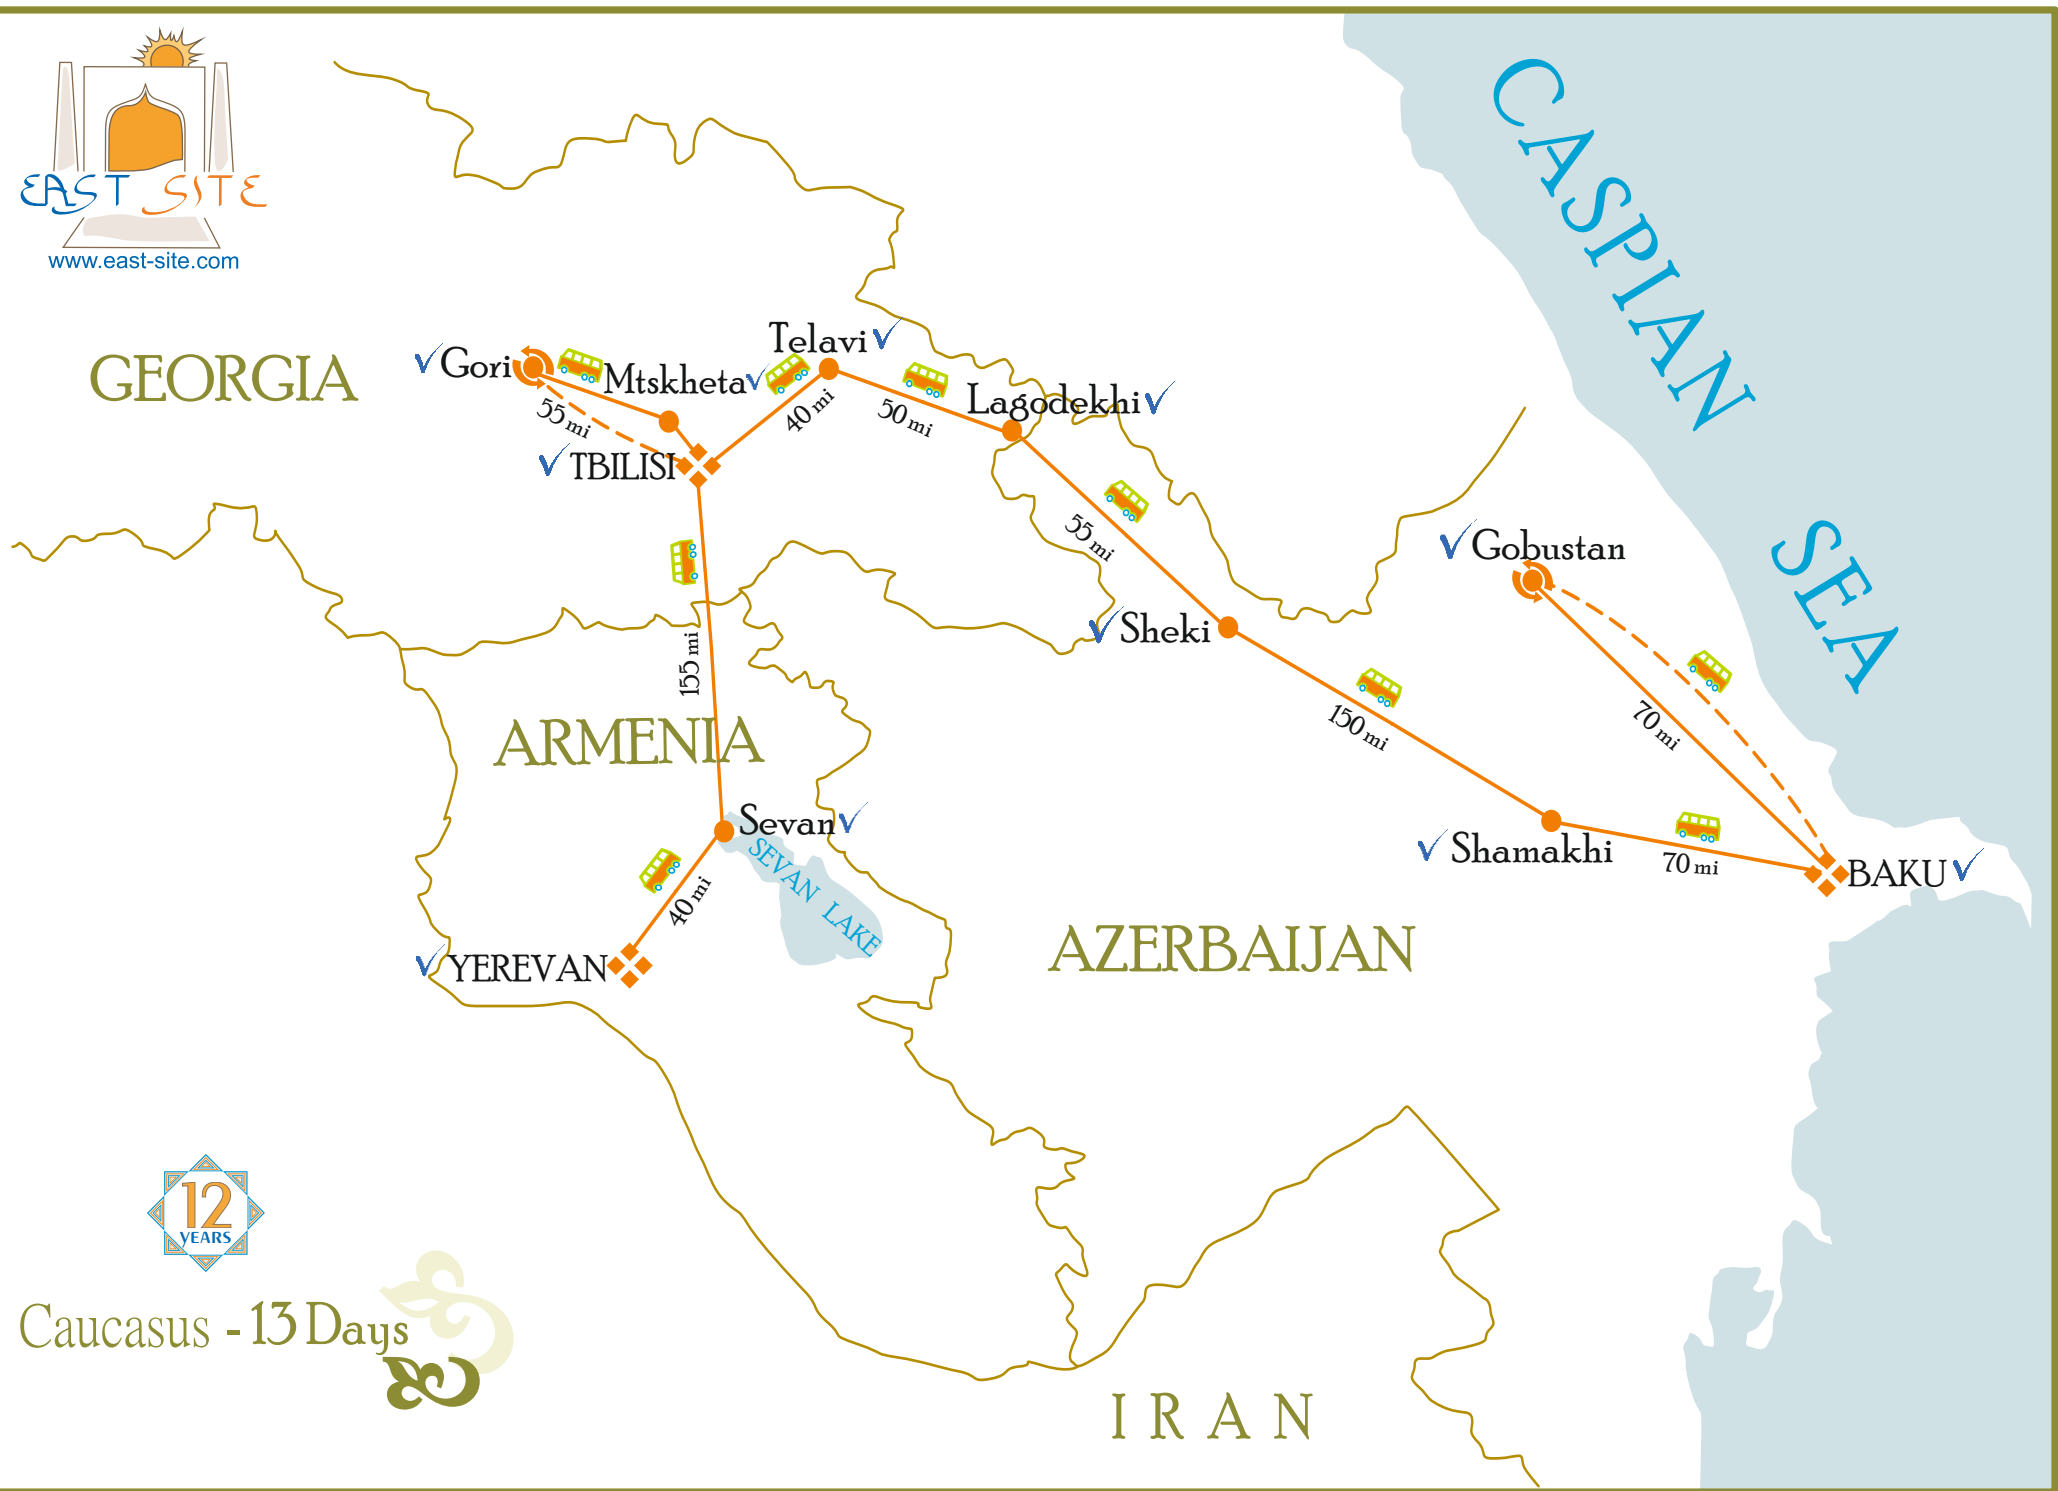 EAST SITE
www.east-site.com
CASPIAN
SEA
GEORGIA
Gori
Mtskheta
Telavi
Lagodekhi
55 mi
40 mi
50 mi
TBILISI
55 mi
Gobustan
Sheki
155 mi
150 mi
70 mi
ARMENIA
Sevan
SEVAN LAKE
Shamakhi
70 mi
BAKU
40 mi
YEREVAN
AZERBAIJAN
12
YEARS
Caucasus - 13 Days
IRAN